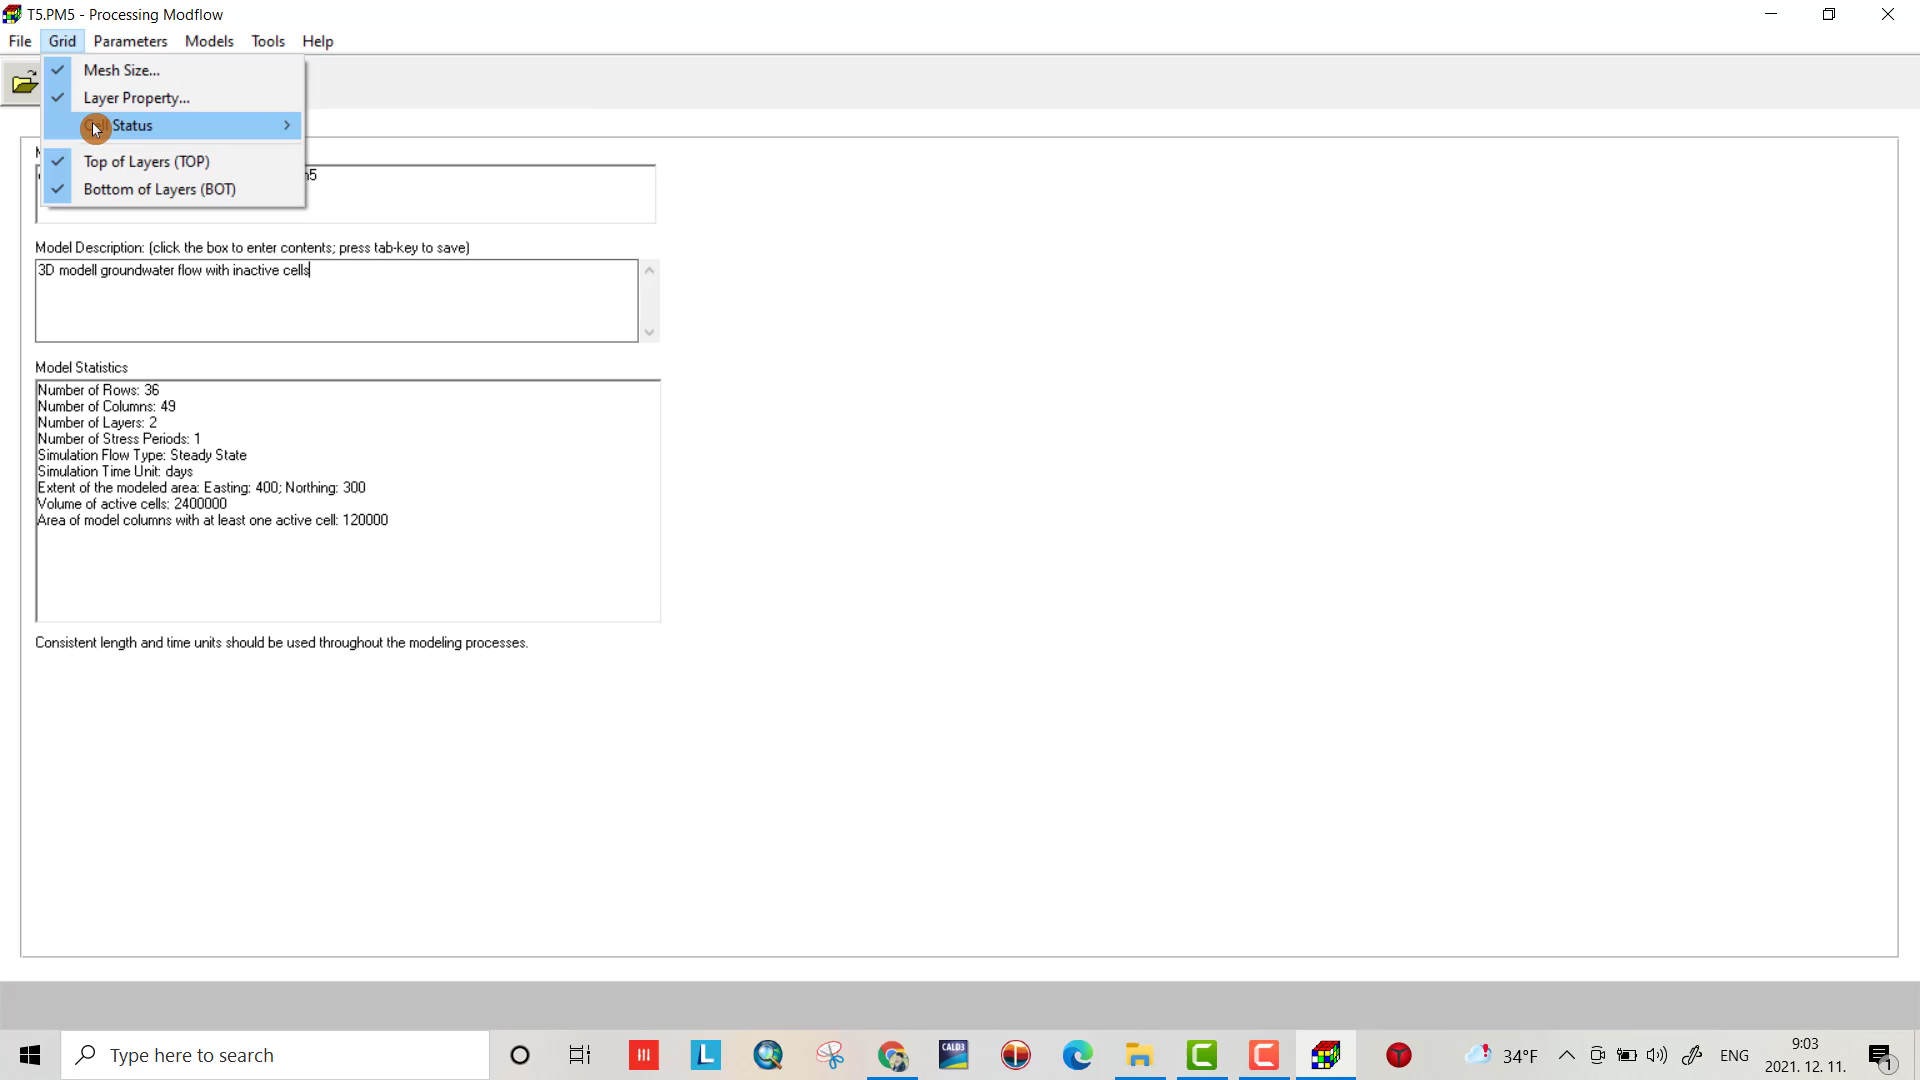 T5.PM5 - Processing Modflow
File Grid Parameters Models Tools Help
Mesh Size...
Layer Property...
Status
Top of Layers (TOP)
Bottom of Layers (BOT)
Model Description: (click the box to enter contents; press tab-key to save)
3D modell groundwater flow with inactive cells
Model Statistics
Number of Rows: 36
Number of Columns: 49
Number of Layers: 2
Number of Stress Periods: 1
Simulation Flow Type: Steady State
Simulation Time Unit: days
Extent of the modeled area: Easting: 400; Northing: 300
Volume of active cells: 2400000
Area of model columns with at least one active cell: 120000
Consistent length and time units should be used throughout the modeling processes.
Type here to search
L
CALD3
34°F
ENG
9:03
2021. 12. 11.
1